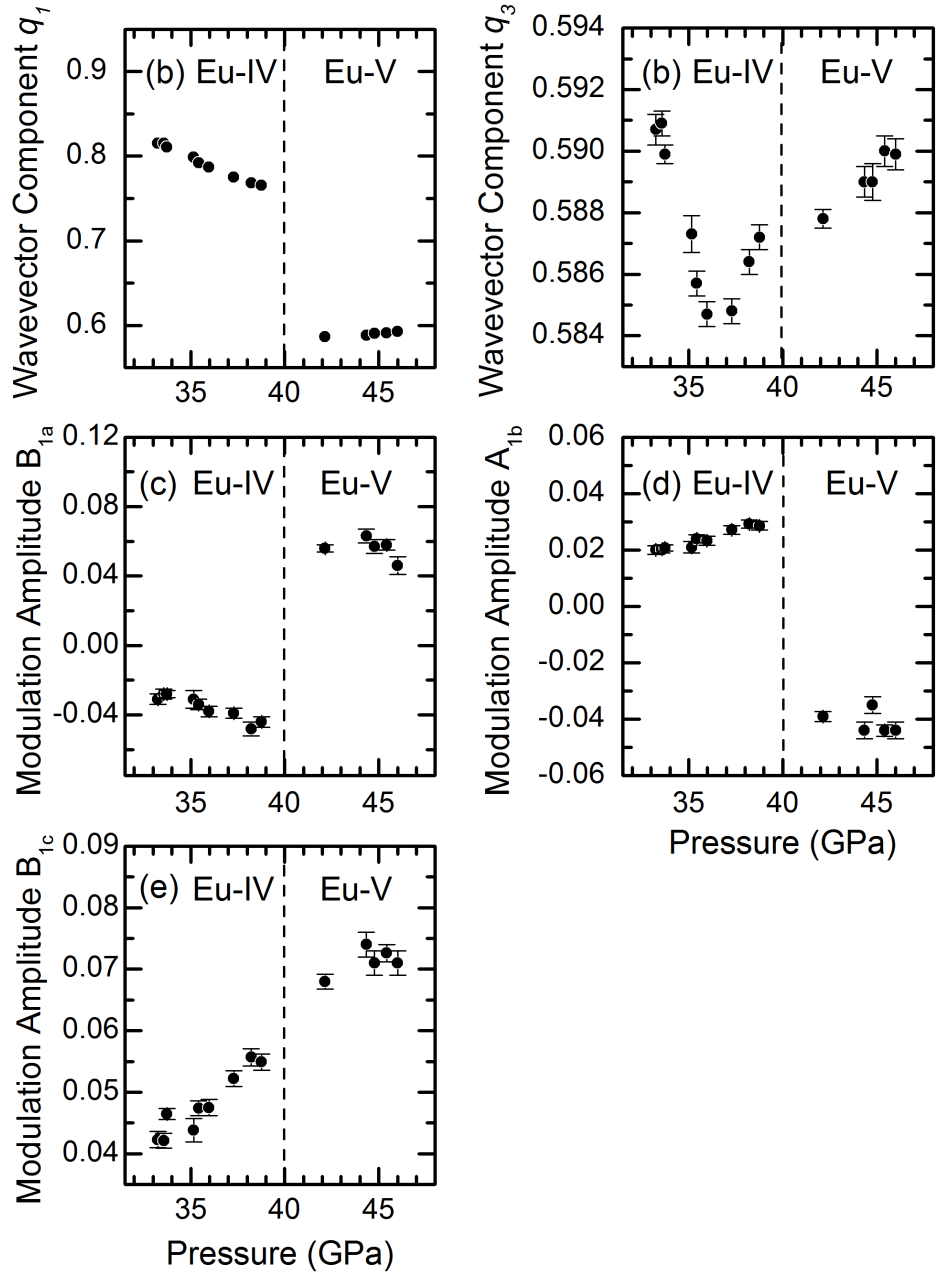 Wavevector Component q1
0.9
0.8
0.7
0.6
(b) Eu-IV
Eu-V
35
40
45
Wavevector Component q3
0.594
0.592
0.590
0.588
0.586
0.584
(b) Eu-IV
Eu-V
35
40
45
Modulation Amplitude B1a
0.12
0.08
0.04
0.00
-0.04
(c) Eu-IV
Eu-V
35
40
45
Modulation Amplitude A1b
0.06
0.04
0.02
0.00
-0.02
-0.04
-0.06
(d) Eu-IV
Eu-V
35
40
45
Pressure (GPa)
Modulation Amplitude B1c
0.09
0.08
0.07
0.06
0.05
0.04
(e) Eu-IV
Eu-V
35
40
45
Pressure (GPa)